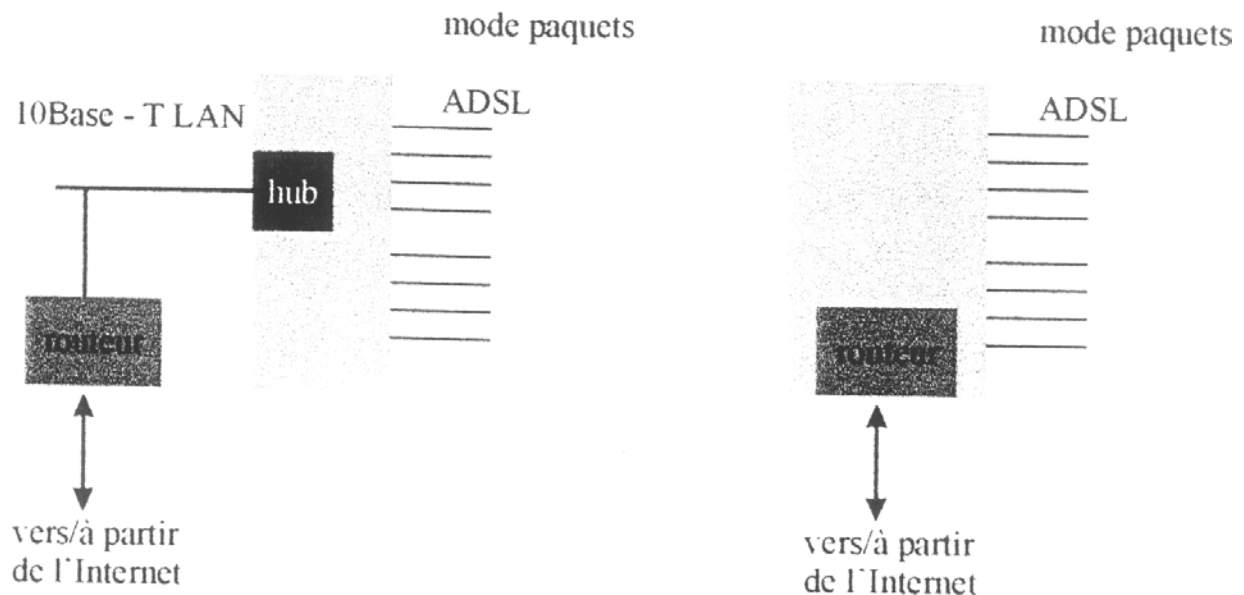 mode paquets
10Base - T LAN
ADSL
hub
routeur
vers/à partir
de l'Internet
mode paquets
ADSL
routeur
vers/à partir
de l'Internet